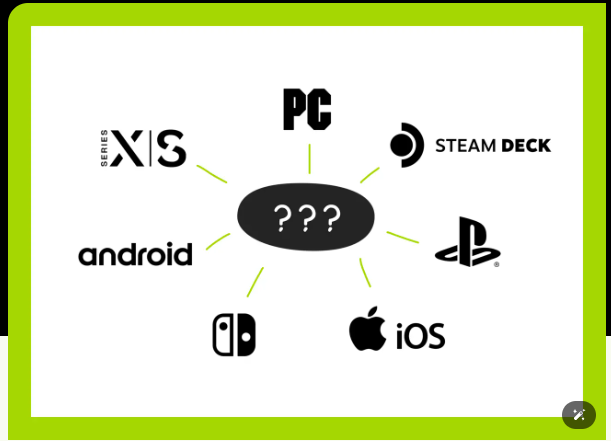 PC
SERIES X|S
STEAM DECK
???
android
®
iOS